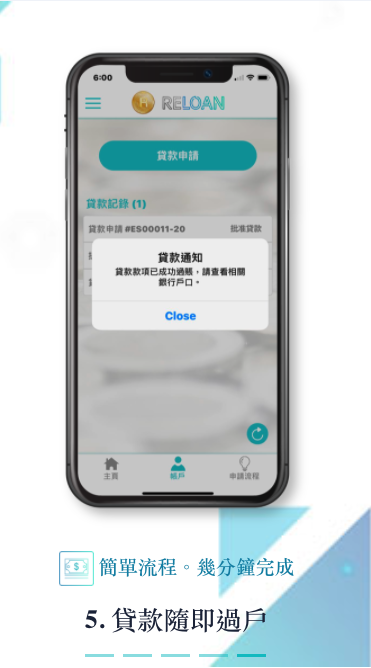 6:00
RELOAN
貸款申請
貸款記錄 (1)
貸款申請 #ES00011-20
批准貸款
貸款通知
貸款款項已成功過賬，請查看相關
銀行戶口。
Close
主頁
帳戶
申請流程
簡單流程。幾分鐘完成
5. 貸款隨即過戶